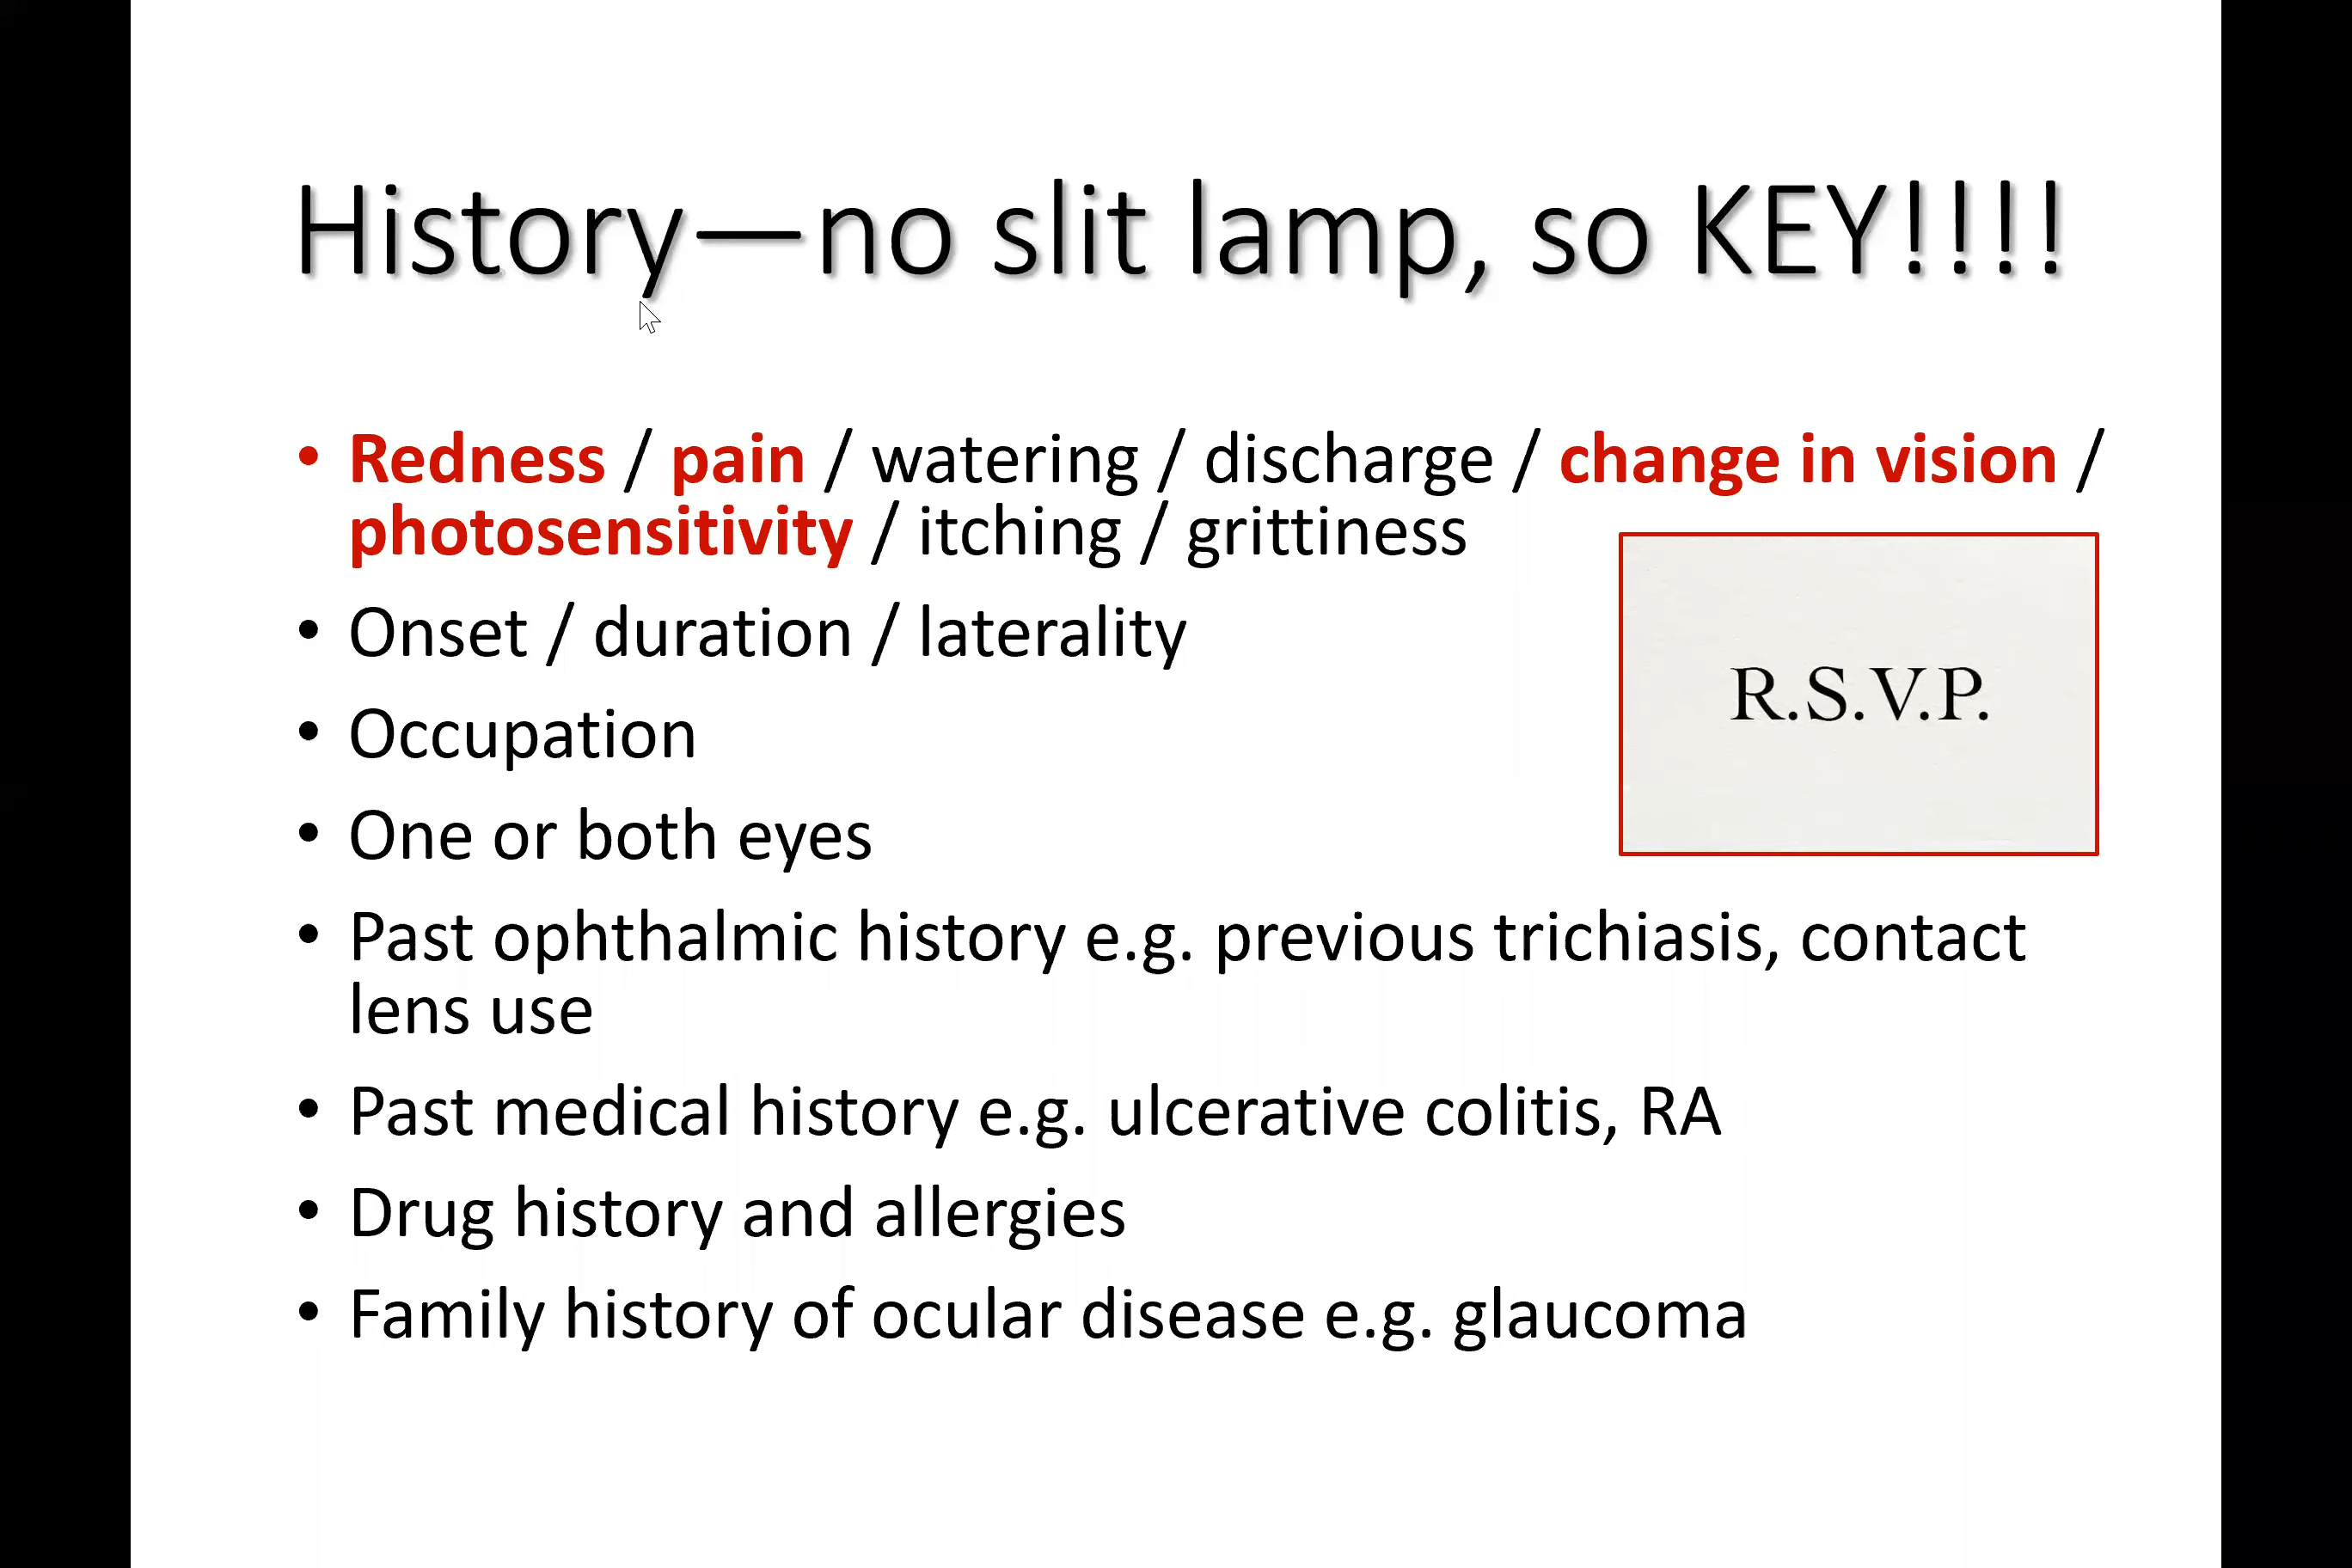 History—no slit lamp, so KEY!!!!
• Redness / pain / watering / discharge / change in vision /
photosensitivity / itching / grittiness
• Onset / duration / laterality
• Occupation
• One or both eyes
R.S.V.P.
• Past ophthalmic history e.g. previous trichiasis, contact
lens use
• Past medical history e.g. ulcerative colitis, RA
• Drug history and allergies
• Family history of ocular disease e.g. glaucoma